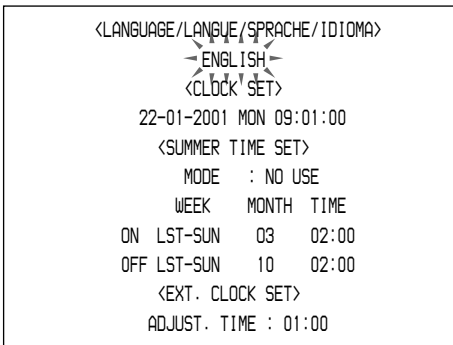 <LANGUAGE/LANGUE/SPRACHE/IDIOMA>
ENGLISH
<CLOCK SET>
22-01-2001 MON 09:01:00
<SUMMER TIME SET>
MODE : NO USE
WEEK MONTH TIME
ON LST-SUN 03 02:00
OFF LST-SUN 10 02:00
<EXT. CLOCK SET>
ADJUST. TIME : 01:00